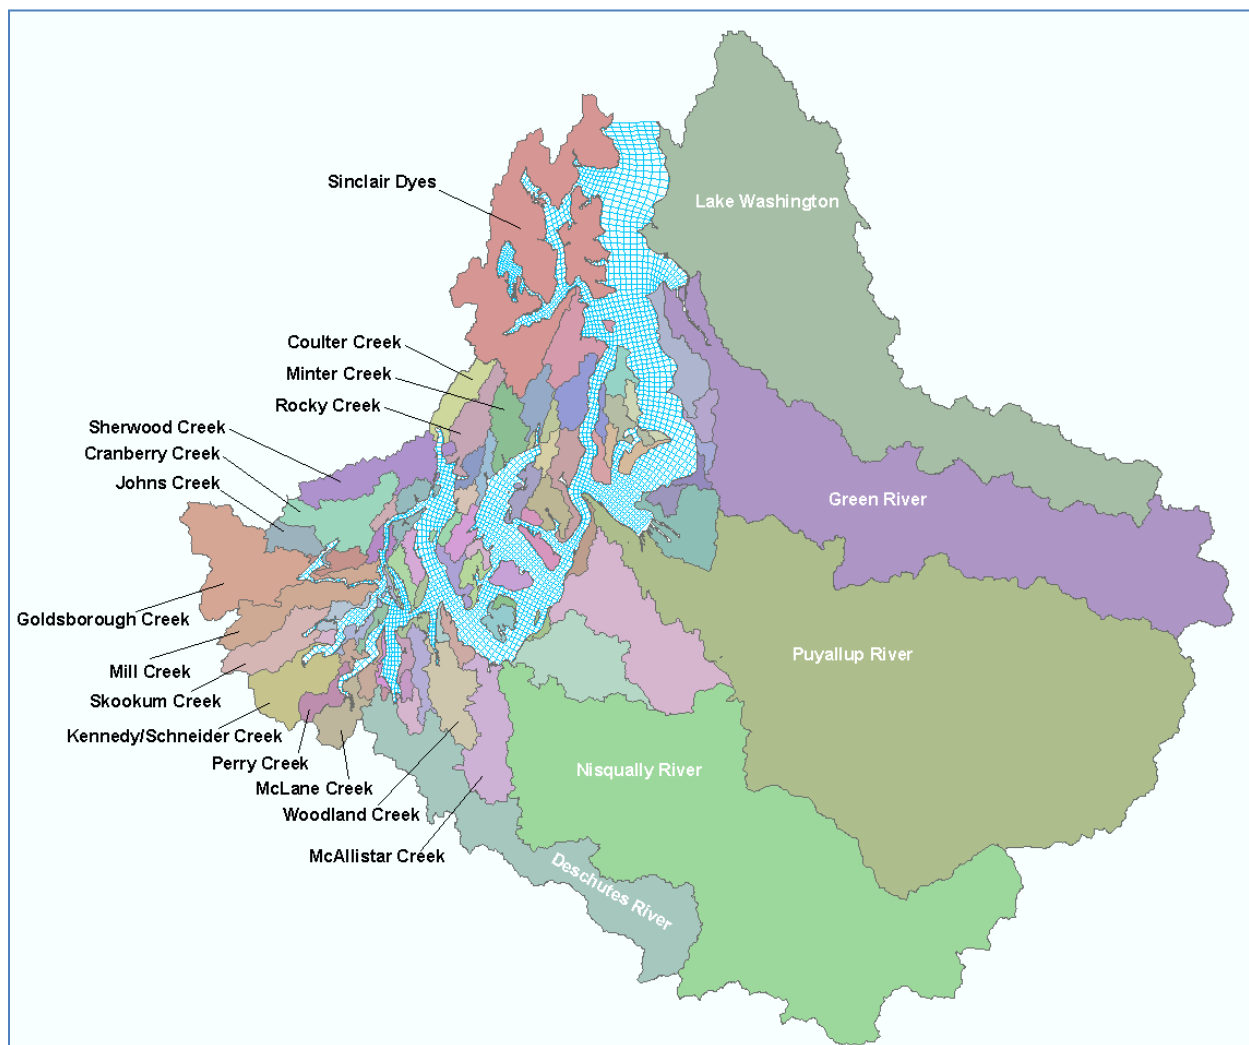 Sinclair Dyes
Lake Washington
Coulter Creek
Minter Creek
Rocky Creek
Sherwood Creek
Cranberry Creek
Johns Creek
Green River
Goldsborough Creek
Mill Creek
Puyallup River
Skookum Creek
Kennedy/Schneider Creek
Perry Creek
Nisqually River
McLane Creek
Woodland Creek
McAllistar Creek
Deschutes River